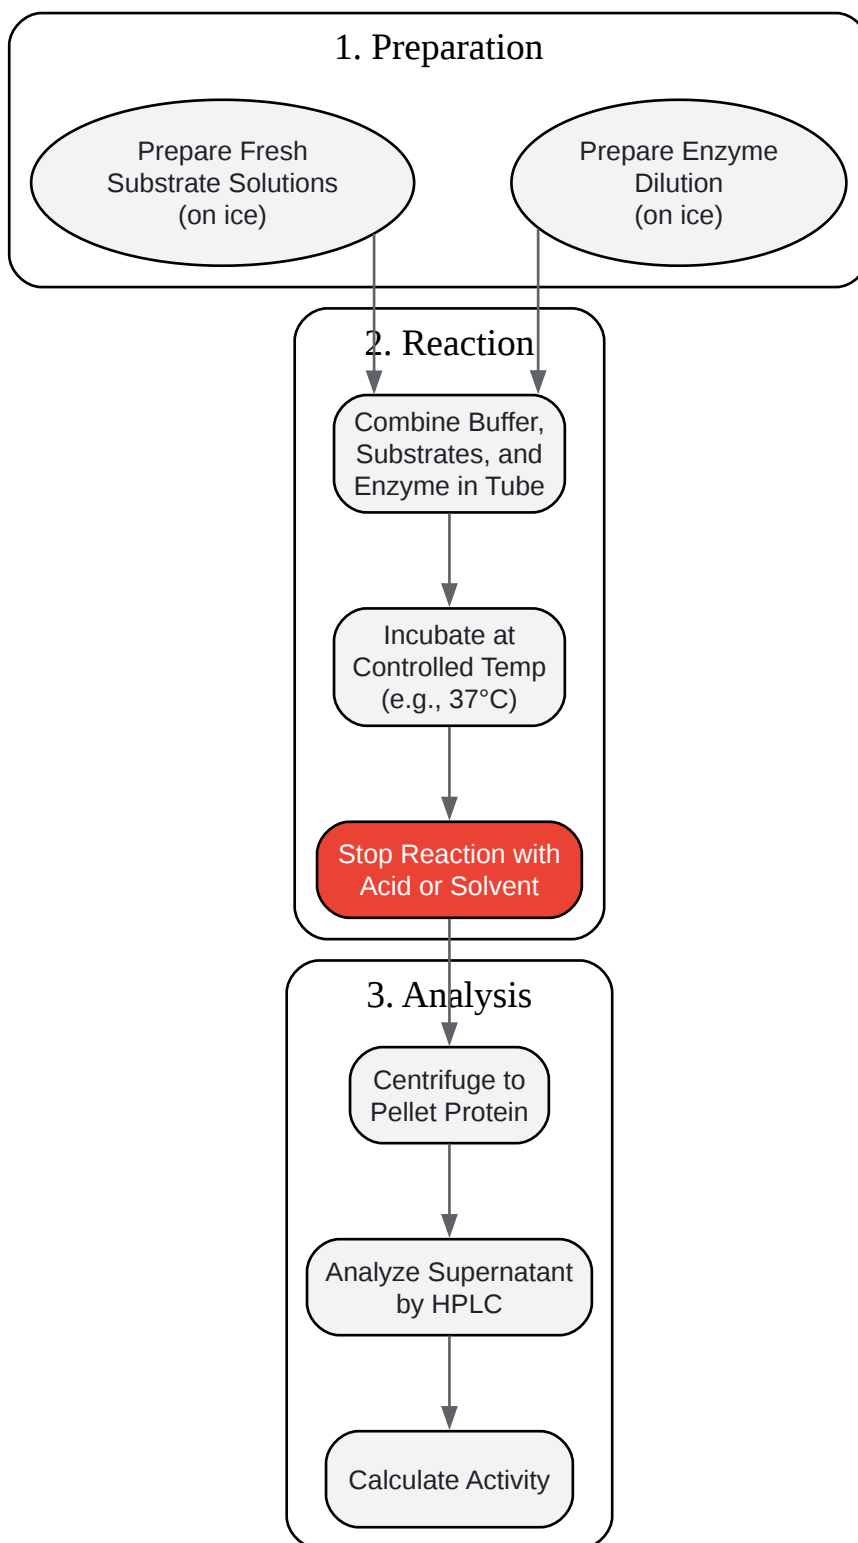 1. Preparation
Prepare Fresh
Substrate Solutions
(on ice)
Prepare Enzyme
Dilution
(on ice)
2. Reaction
Combine Buffer,
Substrates, and
Enzyme in Tube
Incubate at
Controlled Temp
(e.g., 37°C)
Stop Reaction with
Acid or Solvent
3. Analysis
Centrifuge to
Pellet Protein
Analyze Supernatant
by HPLC
Calculate Activity